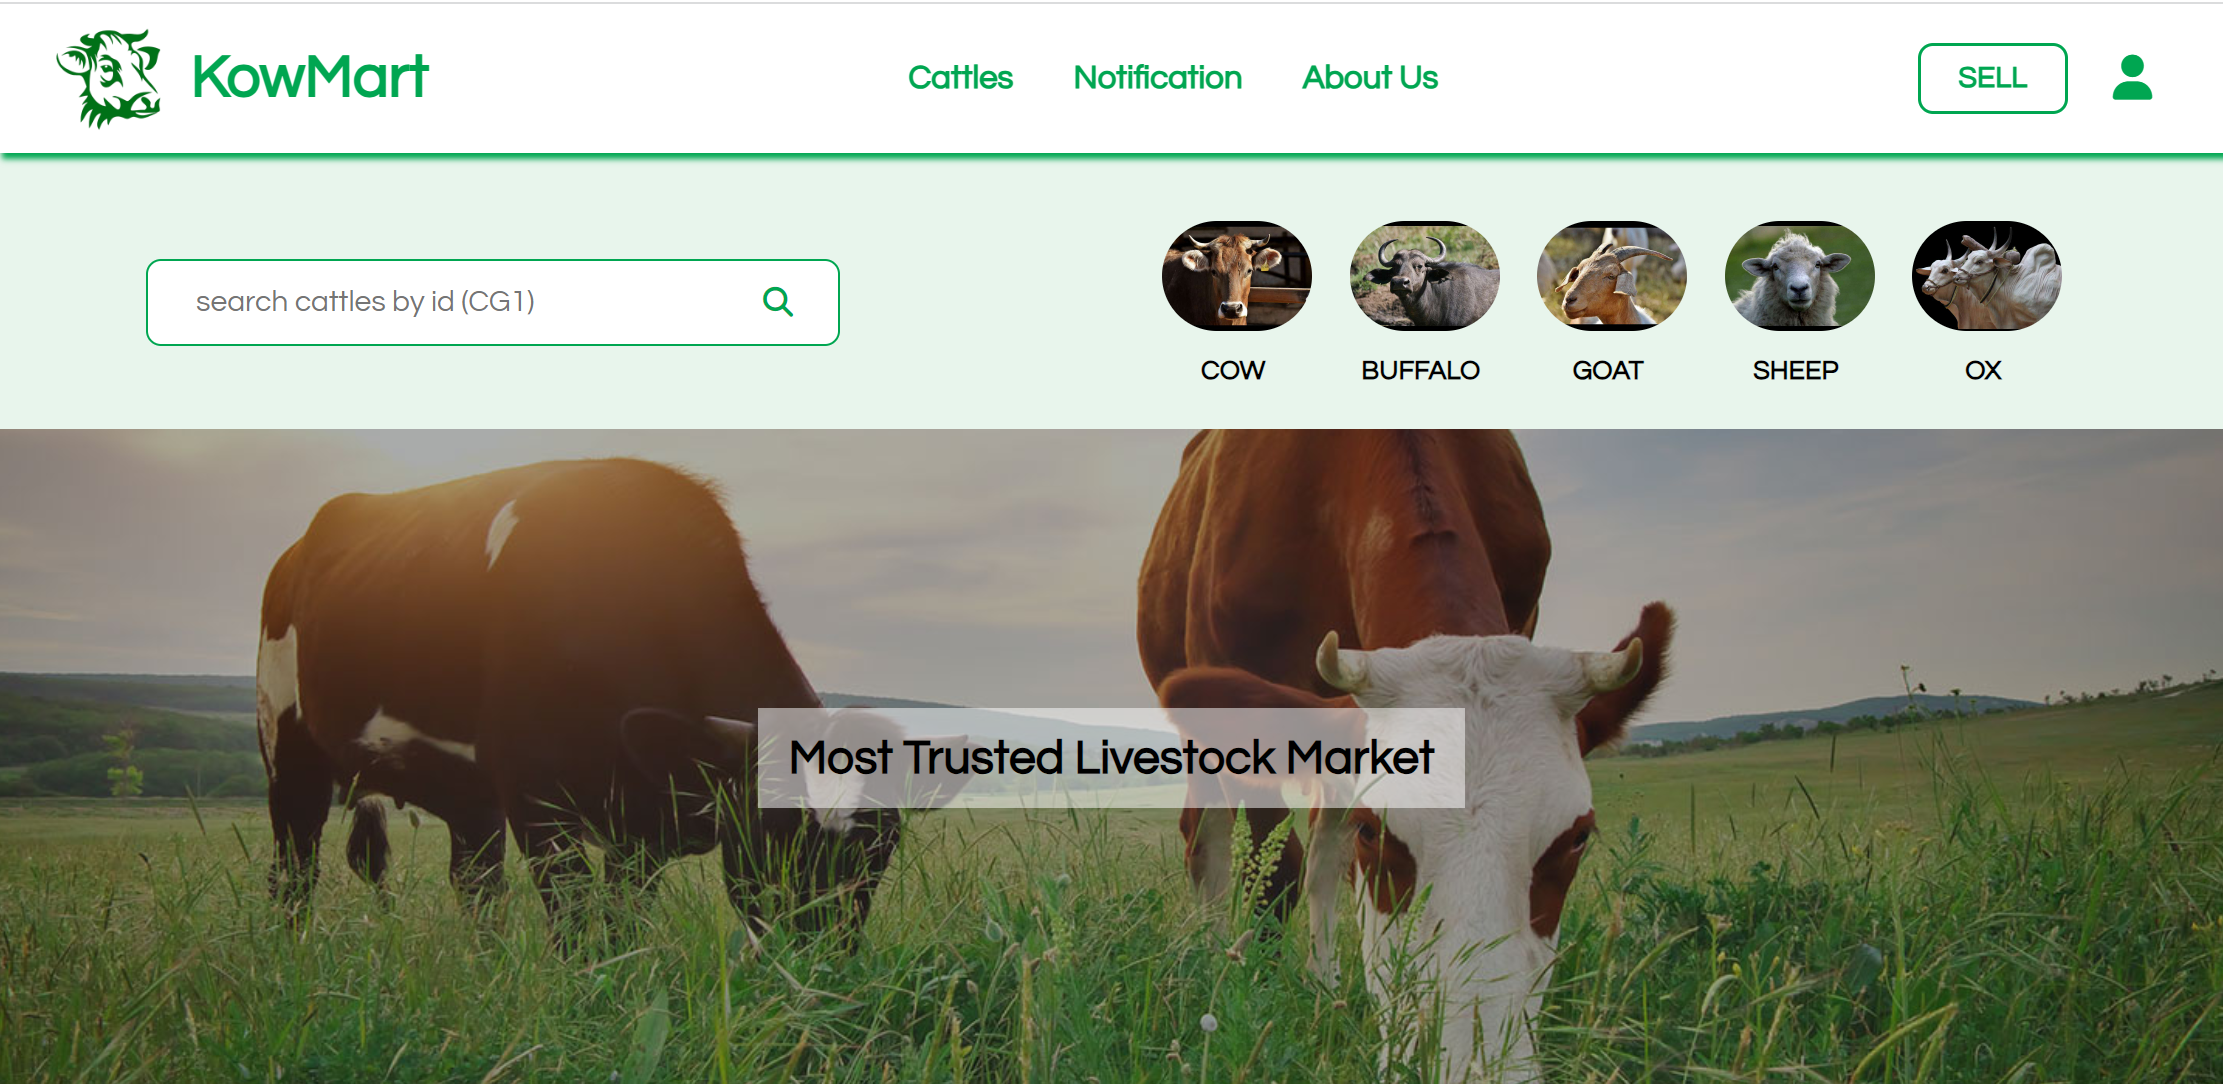 KowMart
Cattles
Notification
About Us
SELL
search cattles by id (CG1)
COW
BUFFALO
GOAT
SHEEP
OX
Most Trusted Livestock Market